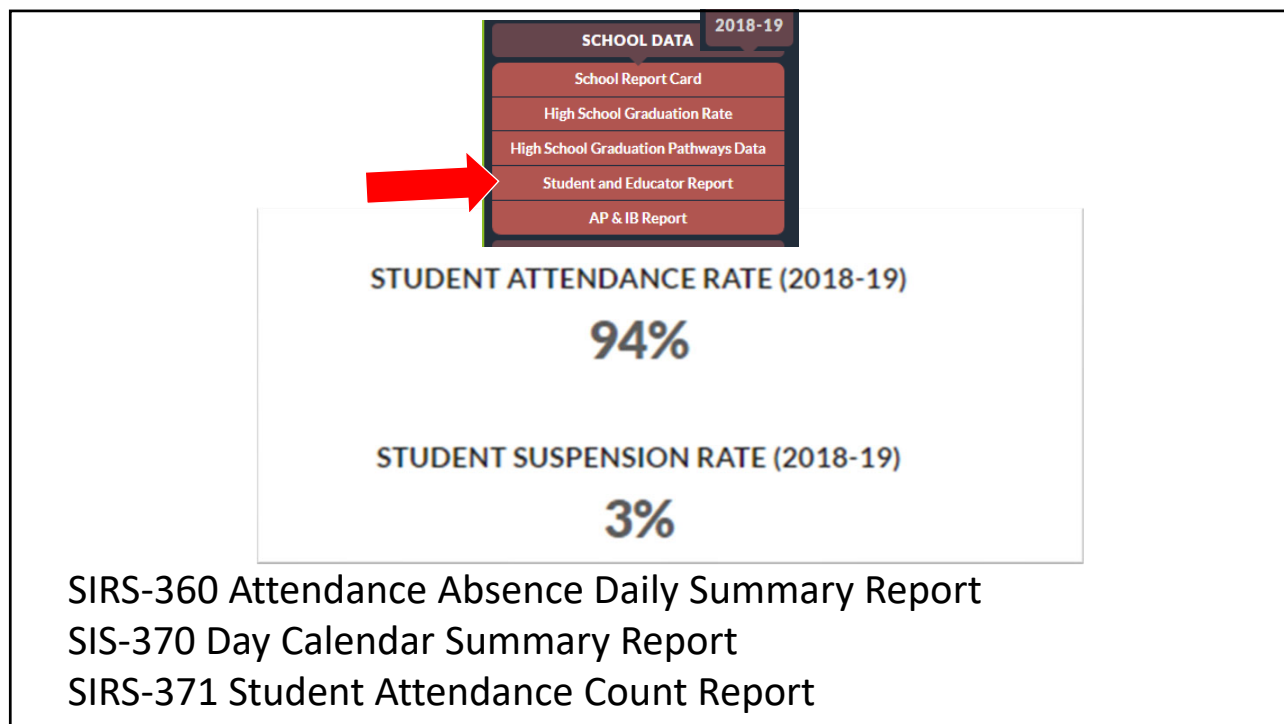 2018-19
SCHOOL DATA
School Report Card
High School Graduation Rate
High School Graduation Pathways Data
Student and Educator Report
AP & IB Report
STUDENT ATTENDANCE RATE (2018-19)
94%
STUDENT SUSPENSION RATE (2018-19)
3%
SIRS-360 Attendance Absence Daily Summary Report
SIS-370 Day Calendar Summary Report
SIRS-371 Student Attendance Count Report